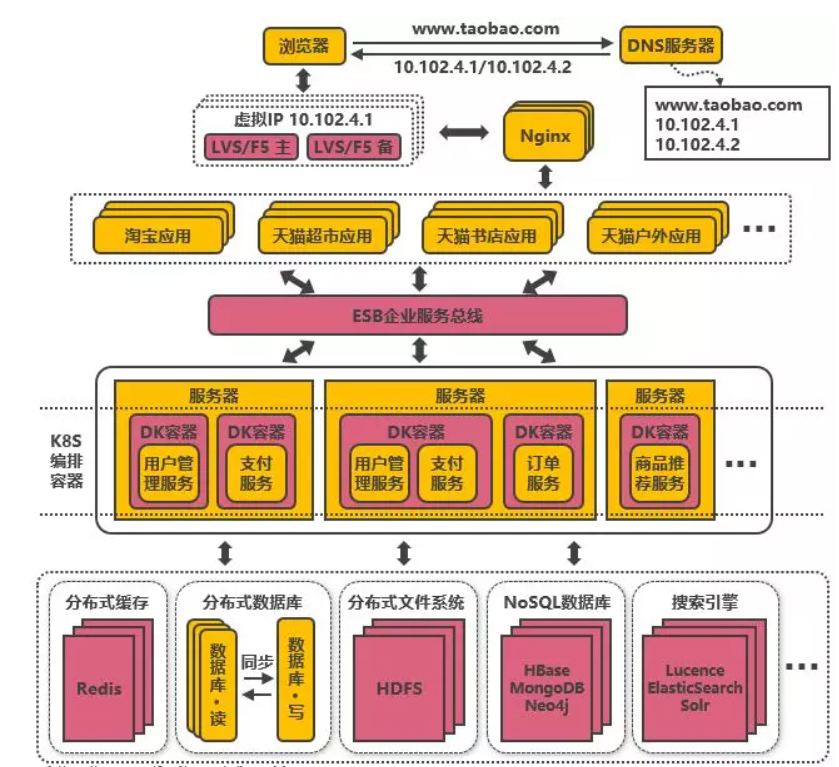 www.taobao.com
浏览器
DNS服务器
10.102.4.1/10.102.4.2
虚拟IP 10.102.4.1
LVS/F5 主
LVS/F5 备
Nginx
www.taobao.com
10.102.4.1
10.102.4.2
淘宝应用
天猫超市应用
天猫书店应用
天猫户外应用
ESB企业服务总线
K8S
编排
容器
服务器
DK容器
用户管
理服务
DK容器
支付
服务
服务器
DK容器
用户管
理服务
支付
服务
DK容器
订单
服务
服务器
DK容器
商品推
荐服务
分布式缓存
Redis
分布式数据库
数据库·读
同步
数据库·写
分布式文件系统
HDFS
NoSQL数据库
HBase
MongoDB
Neo4j
搜索引擎
Lucence
ElasticSearch
Solr